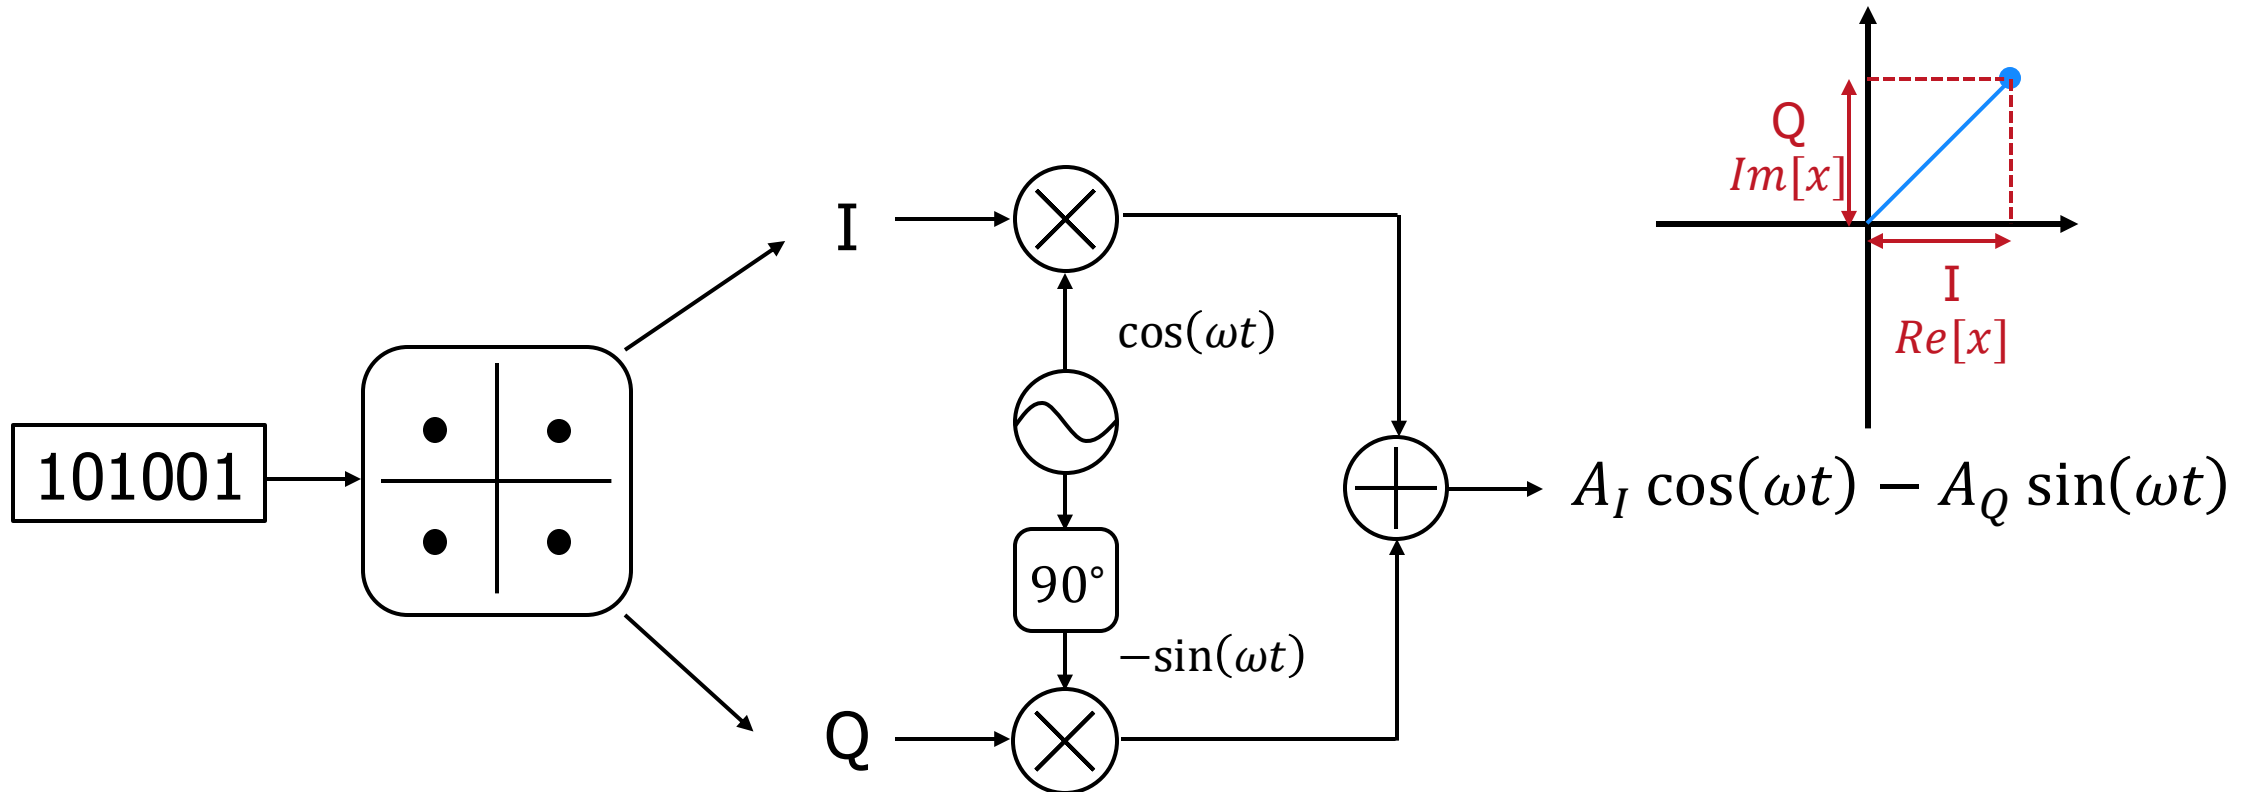 101001
I
Q
cos(ωt)
90°
−sin(ωt)
Q
Im[x]
I
Re[x]
A_I cos(ωt) − A_Q sin(ωt)